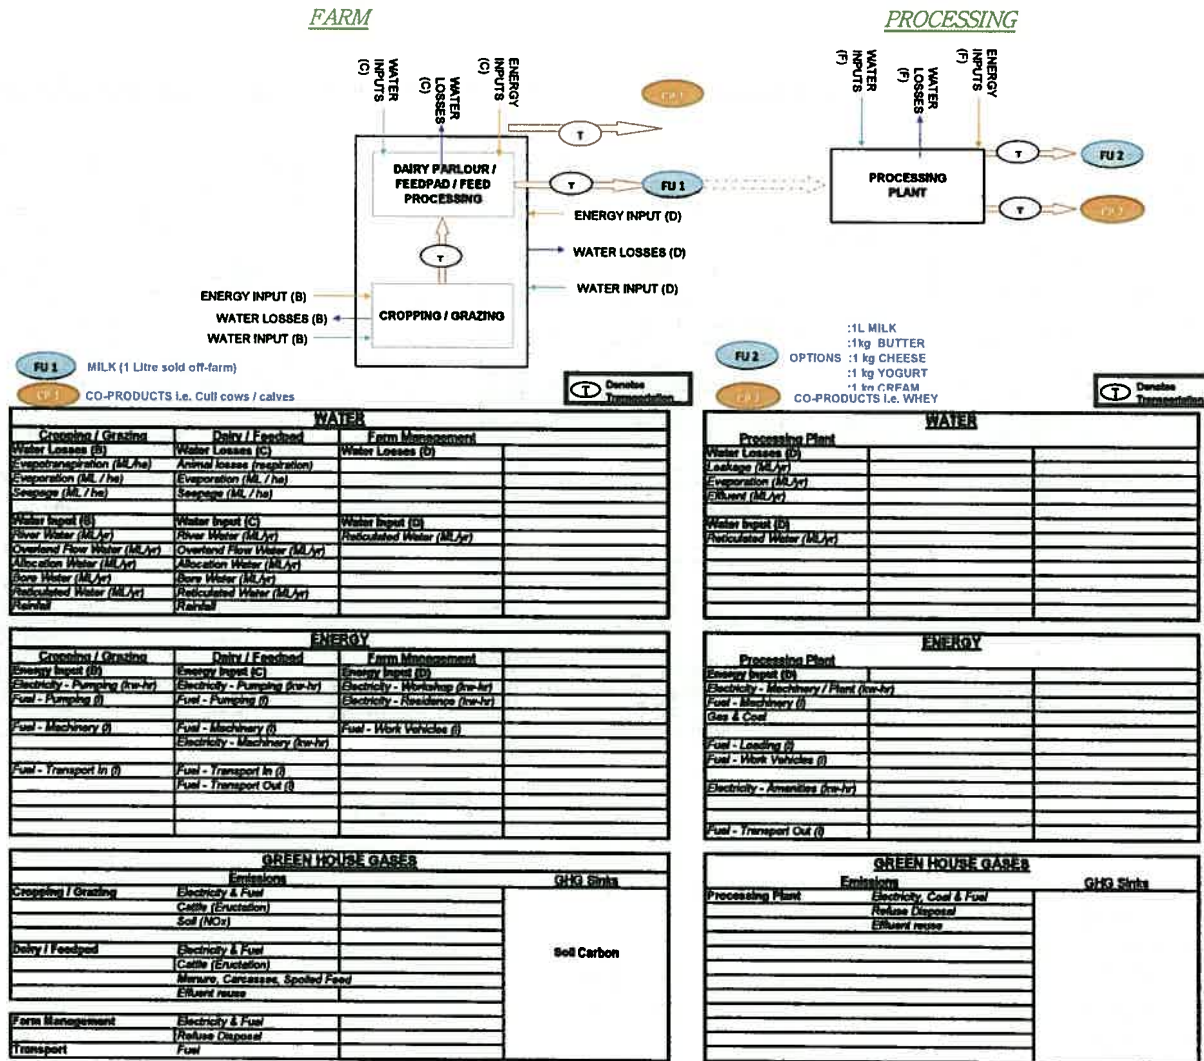 FARM
PROCESSING
WATER INPUTS (C)
WATER LOSSES (C)
ENERGY INPUTS (C)
T
DAIRY PARLOUR / FEEDPAD / FEED PROCESSING
T
FU 1
T
ENERGY INPUT (D)
WATER LOSSES (D)
WATER INPUT (D)
ENERGY INPUT (B)
WATER LOSSES (B)
WATER INPUT (B)
CROPPING / GRAZING
WATER INPUTS (F)
WATER LOSSES (F)
ENERGY INPUTS (F)
PROCESSING PLANT
T
FU 2
T
FU 1 MILK (1 Litre sold off-farm)
CP 1 CO-PRODUCTS i.e. Cull cows / calves
T Denotes Transportation
:1L MILK
:1kg BUTTER
FU 2 OPTIONS :1 kg CHEESE
:1 kg YOGURT
:1 kg CREAM
CO-PRODUCTS i.e. WHEY
T Denotes Transportation
WATER
Cropping / Grazing Dairy / Feedpad Farm Management
Water Losses (B) Water Losses (C) Water Losses (D)
Evapotranspiration (ML/ha) Animal losses (respiration)
Evaporation (ML / ha) Evaporation (ML / ha)
Seepage (ML / ha) Seepage (ML / ha)
Water Input (B) Water Input (C) Water Input (D)
River Water (ML/yr) River Water (ML/yr) Reticulated Water (ML/yr)
Overland Flow Water (ML/yr) Overland Flow Water (ML/yr)
Allocation Water (ML/yr) Allocation Water (ML/yr)
Bore Water (ML/yr) Bore Water (ML/yr)
Reticulated Water (ML/yr) Reticulated Water (ML/yr)
Rainfall Rainfall
WATER
Processing Plant
Water Losses (D)
Leakage (ML/yr)
Evaporation (ML/yr)
Effluent (ML/yr)
Water Input (D)
Reticulated Water (ML/yr)
ENERGY
Cropping / Grazing Dairy / Feedpad Farm Management
Energy Input (B) Energy Input (C) Energy Input (D)
Electricity - Pumping (kw-hr) Electricity - Pumping (kw-hr) Electricity - Workshop (kw-hr)
Fuel - Pumping (l) Fuel - Pumping (l) Electricity - Residence (kw-hr)
Fuel - Machinery (l) Fuel - Machinery (l) Fuel - Work Vehicles (l)
Electricity - Machinery (kw-hr)
Fuel - Transport In (l) Fuel - Transport In (l)
Fuel - Transport Out (l)
ENERGY
Processing Plant
Energy Input (D)
Electricity - Machinery / Plant (kw-hr)
Fuel - Machinery (l)
Gas & Coal
Fuel - Loading (l)
Fuel - Work Vehicles (l)
Electricity - Amenities (kw-hr)
Fuel - Transport Out (l)
GREEN HOUSE GASES
Emissions GHG Sinks
Cropping / Grazing Electricity & Fuel
Cattle (Eructation)
Soil (NOx)
Dairy / Feedpad Electricity & Fuel
Soil Carbon
Cattle (Eructation)
Manure, Carcasses, Spoiled Feed
Effluent reuse
Farm Management Electricity & Fuel
Refuse Disposal
Transport Fuel
GREEN HOUSE GASES
Emissions GHG Sinks
Processing Plant Electricity, Coal & Fuel
Refuse Disposal
Effluent reuse